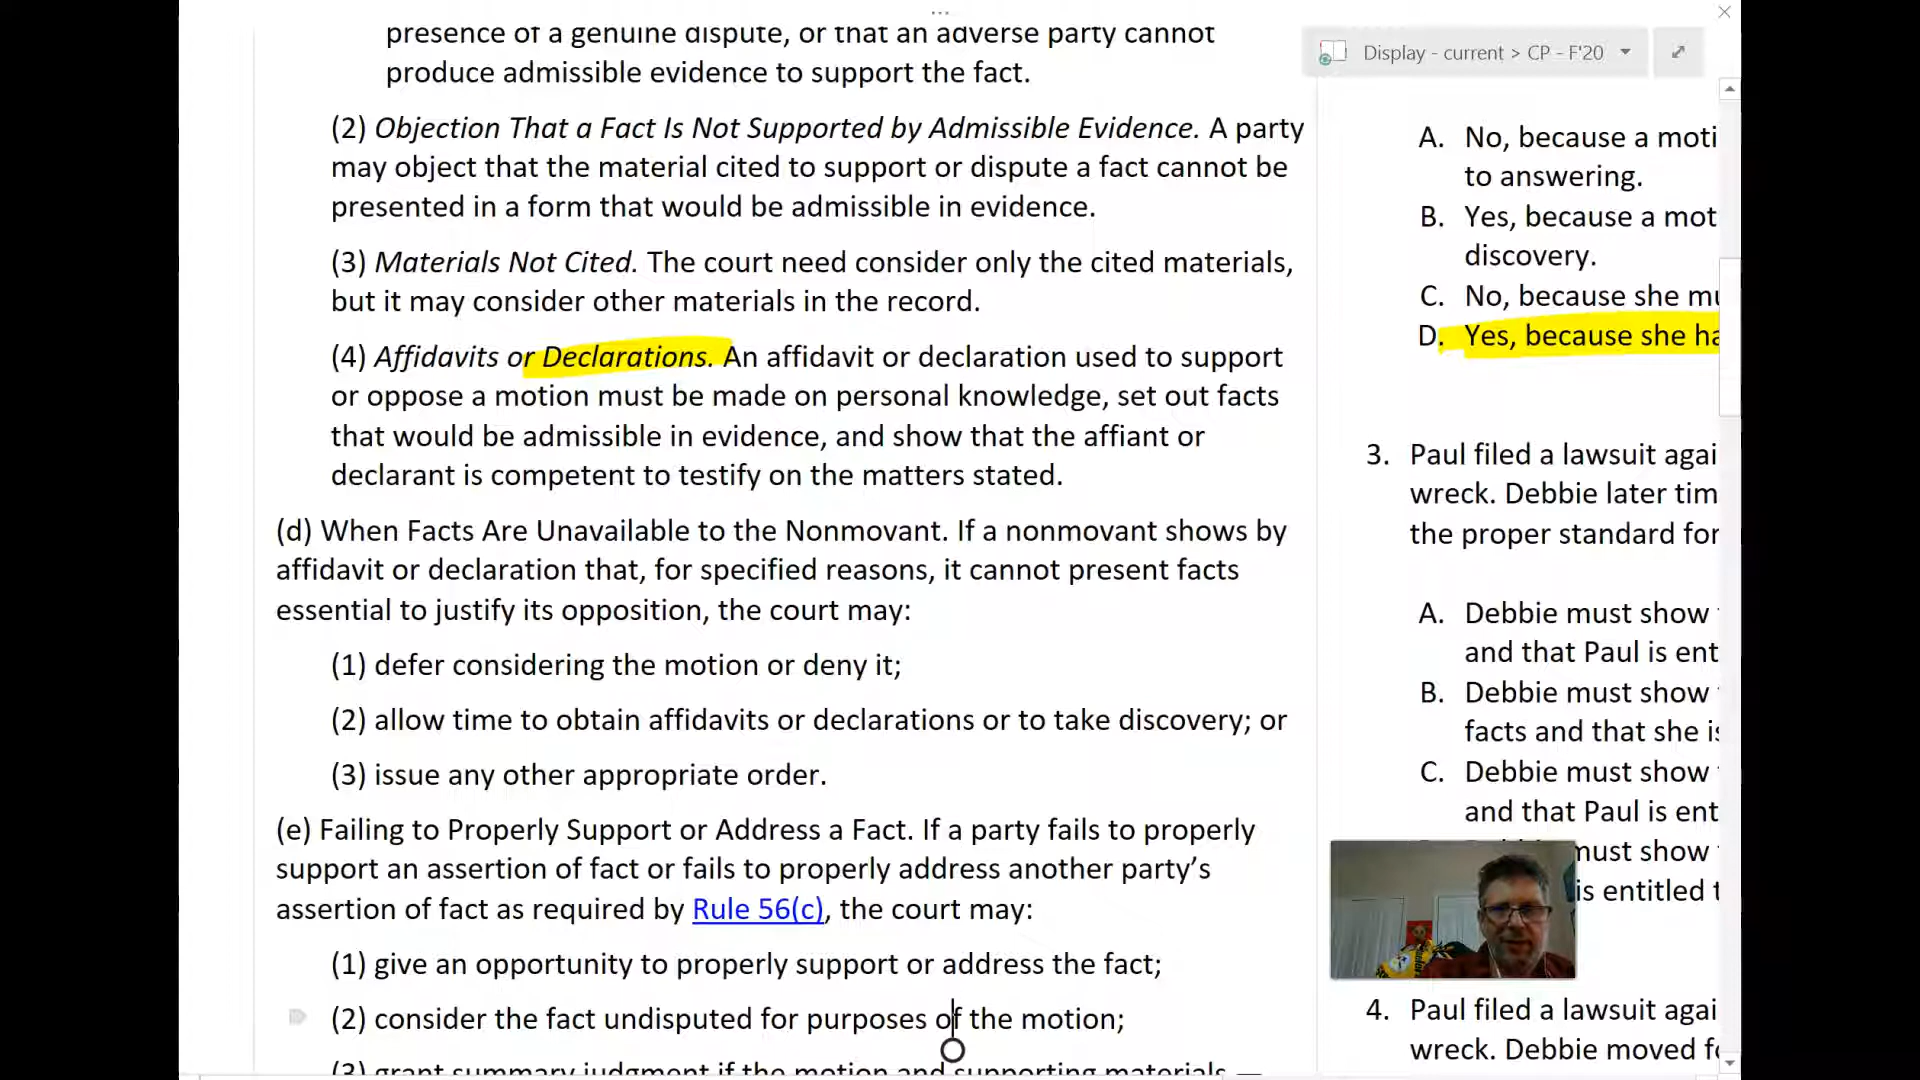 presence of a genuine dispute, or that an adverse party cannot
produce admissible evidence to support the fact.
(2) Objection That a Fact Is Not Supported by Admissible Evidence. A party
may object that the material cited to support or dispute a fact cannot be
presented in a form that would be admissible in evidence.
(3) Materials Not Cited. The court need consider only the cited materials,
but it may consider other materials in the record.
(4) Affidavits or Declarations. An affidavit or declaration used to support
or oppose a motion must be made on personal knowledge, set out facts
that would be admissible in evidence, and show that the affiant or
declarant is competent to testify on the matters stated.
(d) When Facts Are Unavailable to the Nonmovant. If a nonmovant shows by
affidavit or declaration that, for specified reasons, it cannot present facts
essential to justify its opposition, the court may:
(1) defer considering the motion or deny it;
(2) allow time to obtain affidavits or declarations or to take discovery; or
(3) issue any other appropriate order.
(e) Failing to Properly Support or Address a Fact. If a party fails to properly
support an assertion of fact or fails to properly address another party's
assertion of fact as required by Rule 56(c), the court may:
(1) give an opportunity to properly support or address the fact;
(2) consider the fact undisputed for purposes of the motion;
(3) grant summary judgment if the motion and supporting materials —
Display - current > CP - F'20
A. No, because a moti
to answering.
B. Yes, because a mot
discovery.
C. No, because she mu
D. Yes, because she ha
3. Paul filed a lawsuit agai
wreck. Debbie later tim
the proper standard for
A. Debbie must show
and that Paul is ent
B. Debbie must show
facts and that she is
C. Debbie must show
and that Paul is ent
must show
is entitled t
4. Paul filed a lawsuit agai
wreck. Debbie moved fo